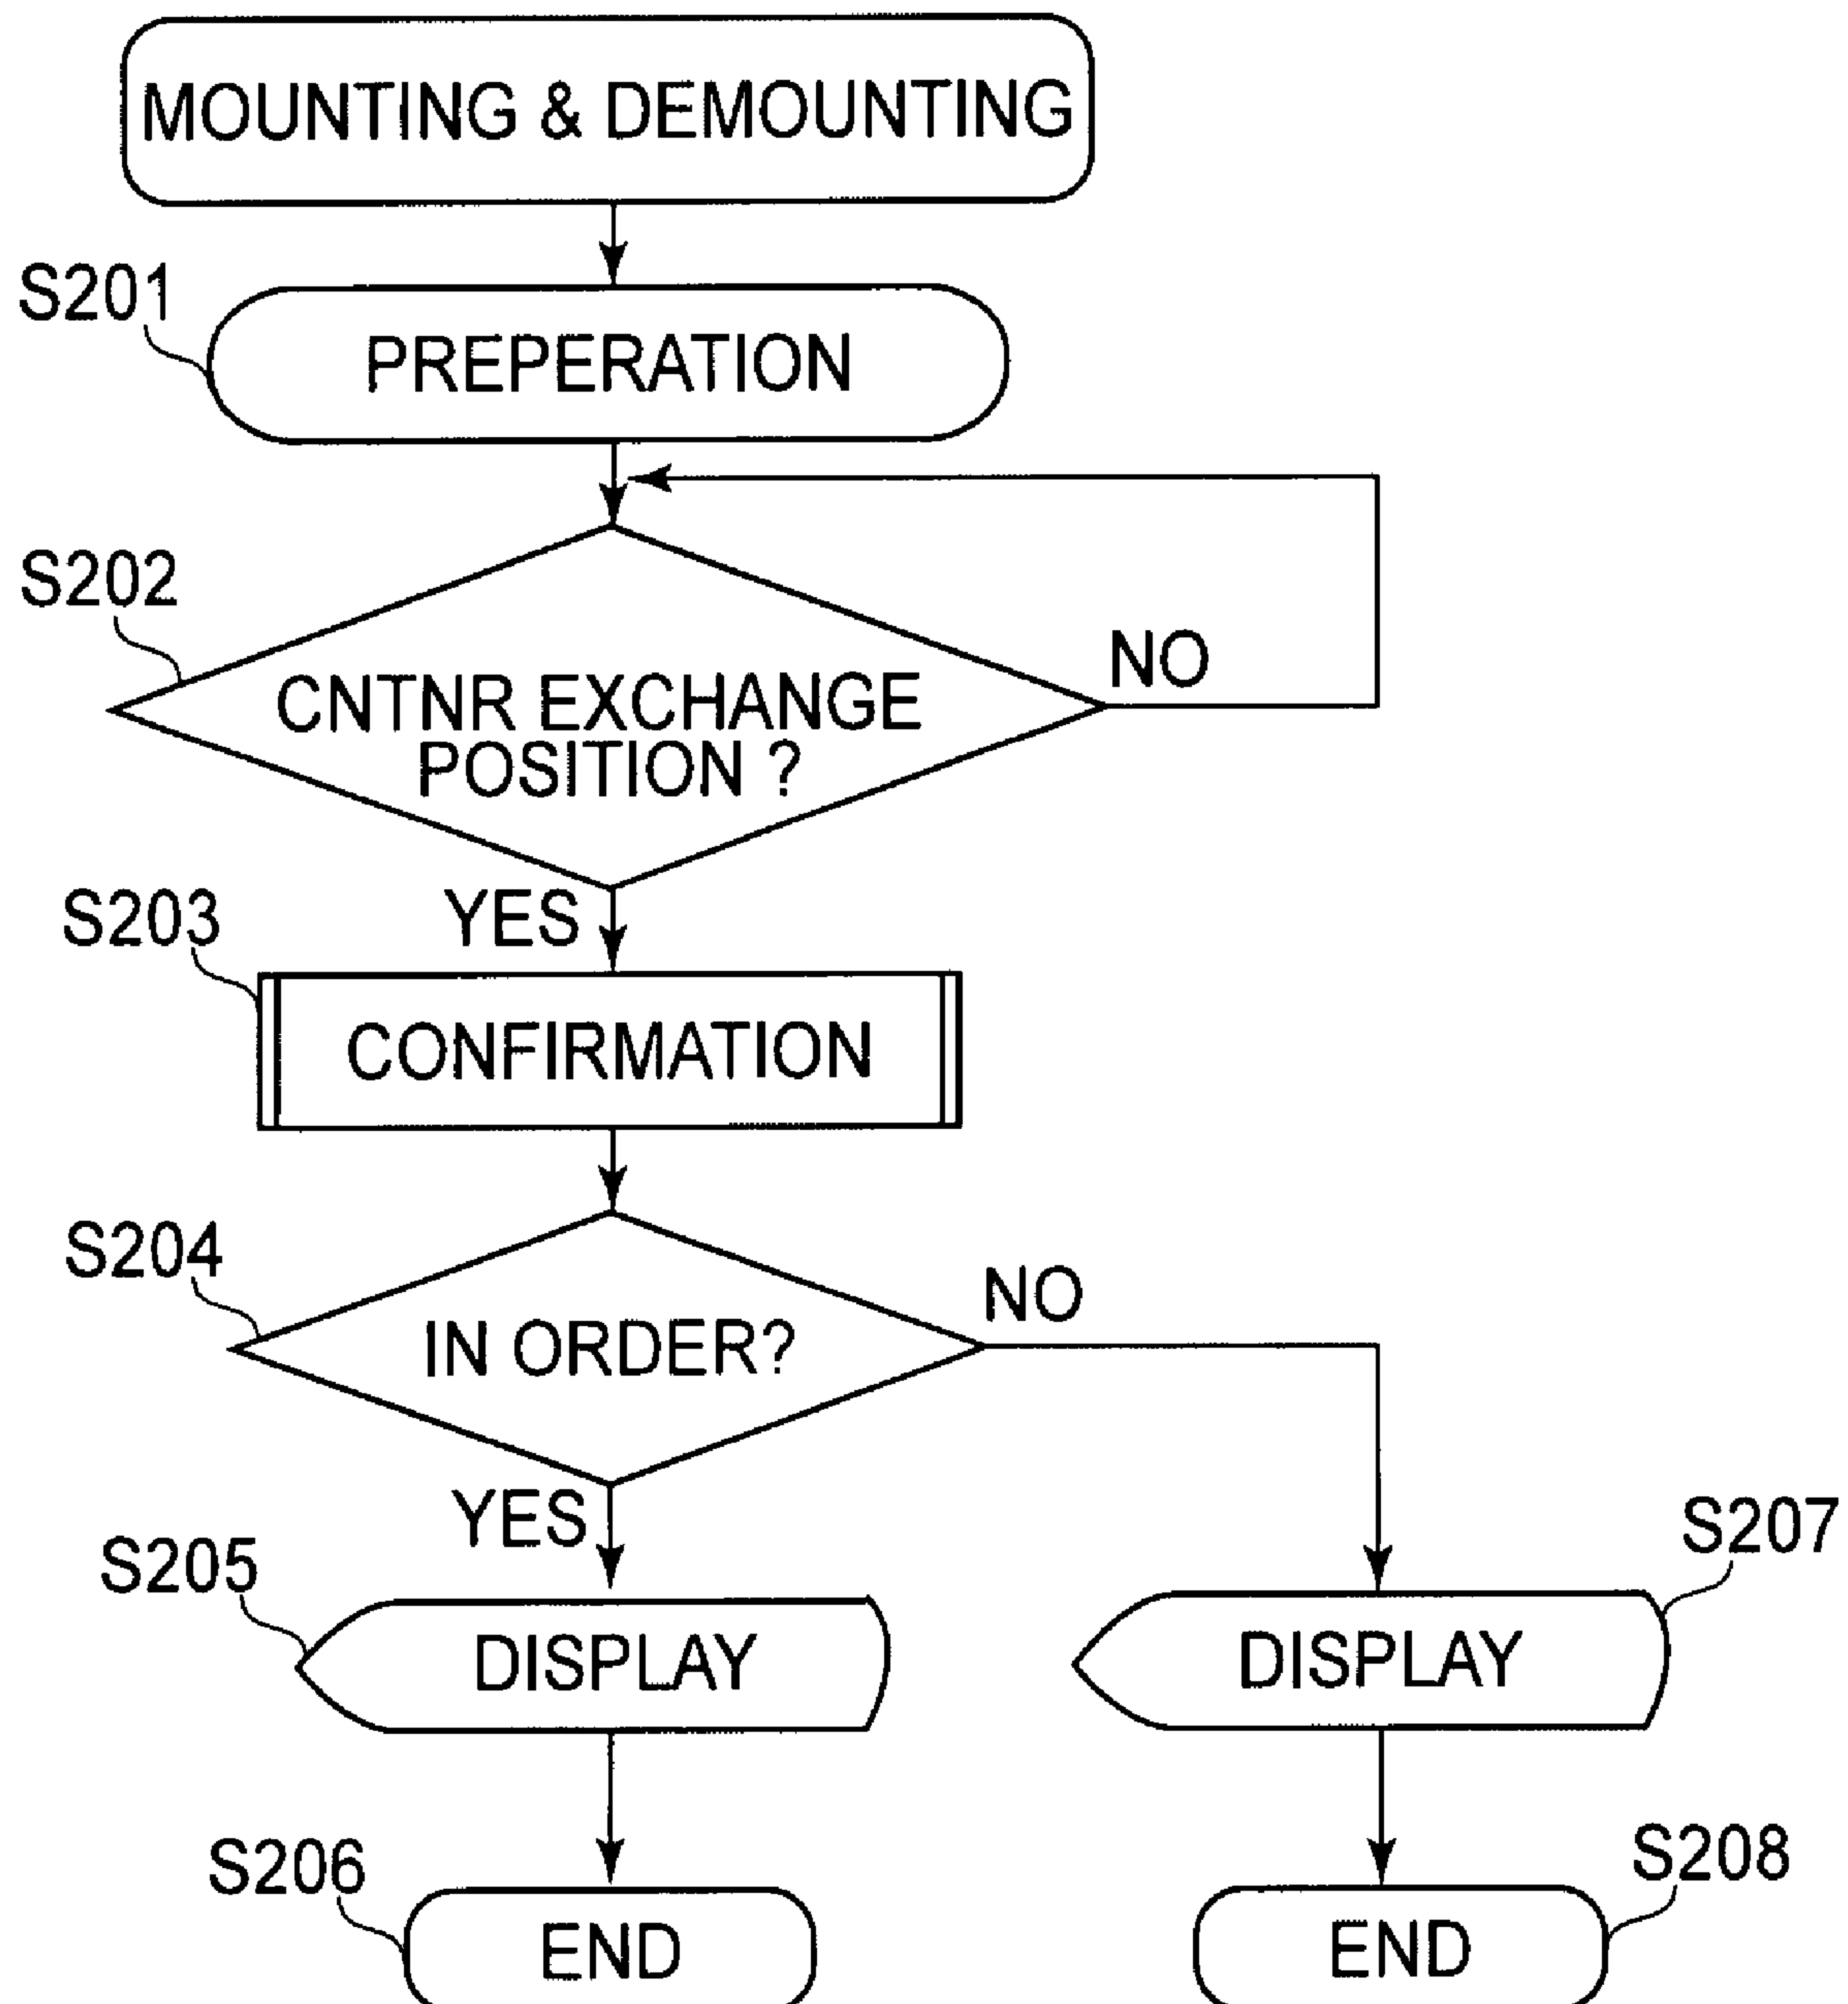 MOUNTING & DEMOUNTING
S201
PREPERATION
S202
CNTNR EXCHANGE
POSITION ?
NO
YES
S203
CONFIRMATION
S204
IN ORDER?
NO
YES
S205
DISPLAY
S207
DISPLAY
S206
END
S208
END